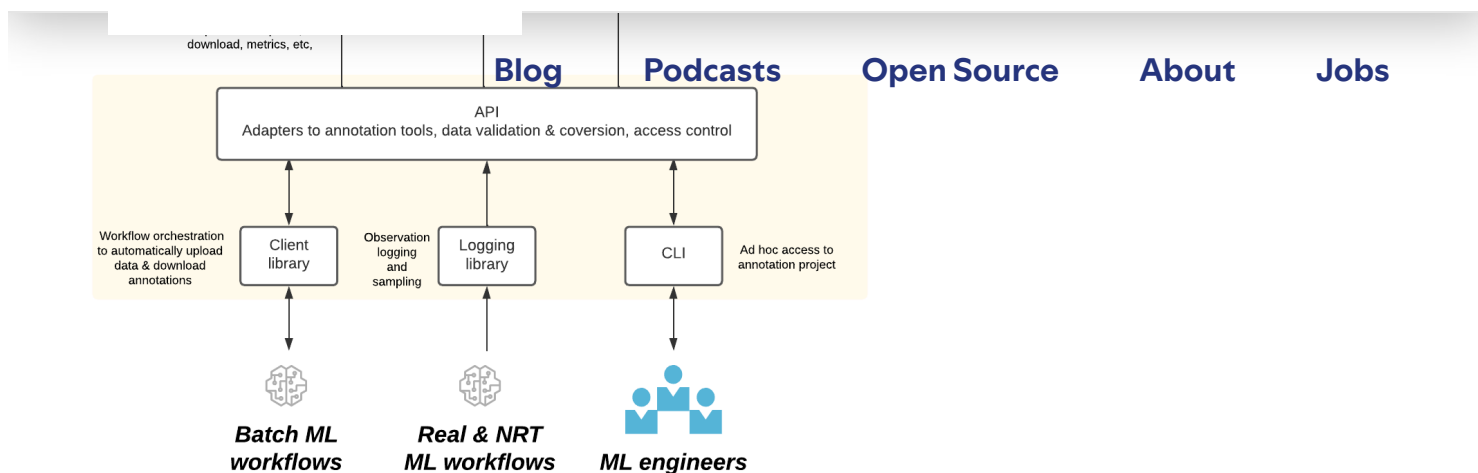 download, metrics, etc,
Blog
Podcasts
Open Source
About
Jobs
API
Adapters to annotation tools, data validation & coversion, access control
Workflow orchestration
to automatically upload
data & download
annotations
Client
library
Observation
logging
and
sampling
Logging
library
CLI
Ad hoc access to
annotation project
Batch ML
workflows
Real & NRT
ML workflows
ML engineers